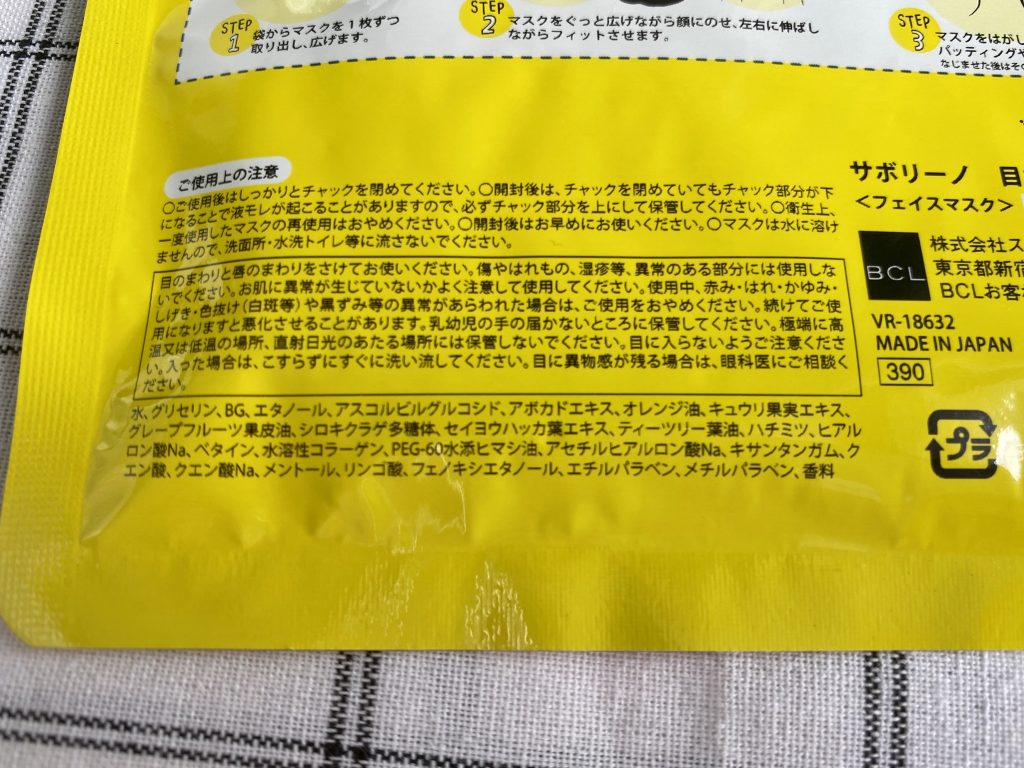 STEP 1
袋からマスクを1枚ずつ
取り出し、広げます。
STEP 2
マスクをぐっと広げながら顔にのせ、左右に伸ばし
ながらフィットさせます。
STEP 3
マスクをはがし
パッティングや
なじませた後はその
ご使用上の注意
○ご使用後はしっかりとチャックを閉めてください。○開封後は、チャックを閉めていてもチャック部分が下
になることで液モレが起こることがありますので、必ずチャック部分を上にして保管してください。○衛生上、
一度使用したマスクの再使用はおやめください。○開封後はお早めにお使いください。○マスクは水に溶け
ませんので、洗面所・水洗トイレ等に流さないでください。
目のまわりと唇のまわりをさけてお使いください。傷やはれもの、湿疹等、異常のある部分には使用しな
いでください。お肌に異常が生じていないかよく注意して使用してください。使用中、赤み・はれ・かゆみ・
しげき・色抜け(白斑等)や黒ずみ等の異常があらわれた場合は、ご使用をおやめください。続けてご使
用になりますと悪化させることがあります。乳幼児の手の届かないところに保管してください。極端に高
温又は低温の場所、直射日光のあたる場所には保管しないでください。目に入らないようご注意くださ
い。入った場合は、こすらずにすぐに洗い流してください。目に異物感が残る場合は、眼科医にご相談く
ださい。
水、グリセリン、BG、エタノール、アスコルビルグルコシド、アボカドエキス、オレンジ油、キュウリ果実エキス、
グレープフルーツ果皮油、シロキクラゲ多糖体、セイヨウハッカ葉エキス、ティーツリー葉油、ハチミツ、ヒアル
ロン酸Na、ベタイン、水溶性コラーゲン、PEG-60水添ヒマシ油、アセチルヒアルロン酸Na、キサンタンガム、ク
エン酸、クエン酸Na、メントール、リンゴ酸、フェノキシエタノール、エチルパラベン、メチルパラベン、香料
サボリーノ 目
<フェイスマスク>
BCL
株式会社ス
東京都新宿
BCLお客
VR-18632
MADE IN JAPAN
390
プラ